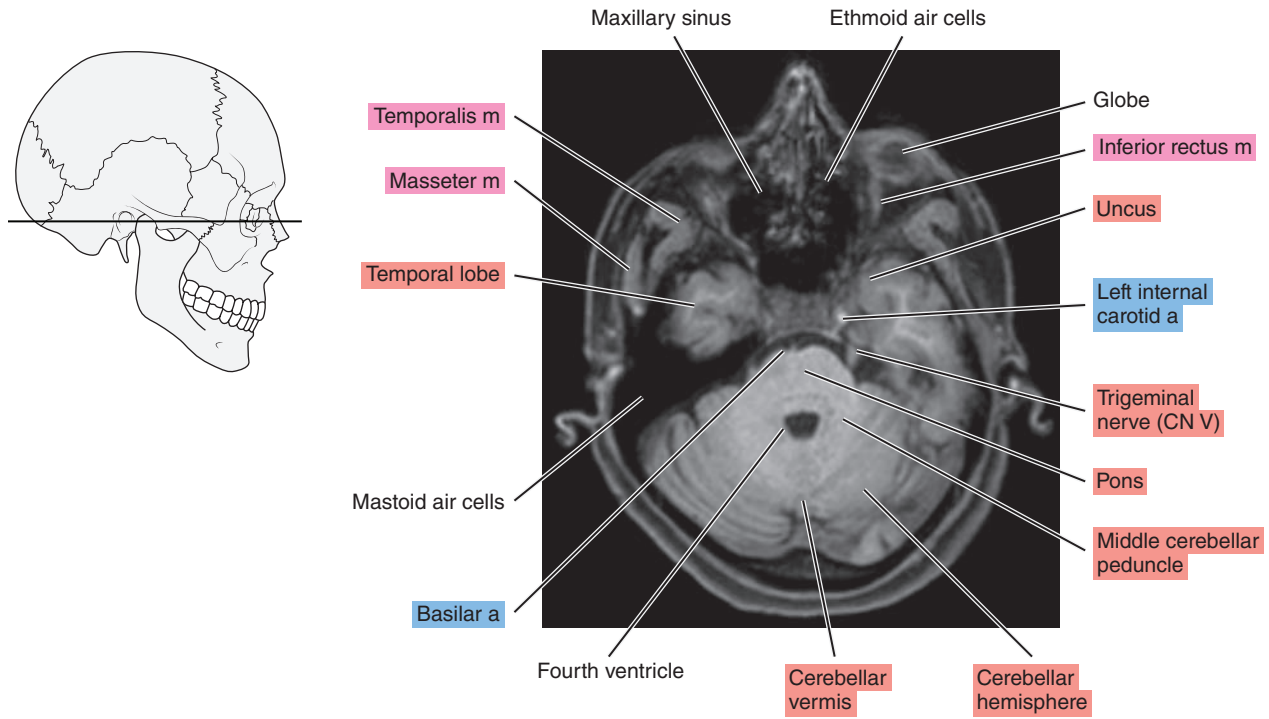 Maxillary sinus
Ethmoid air cells
Temporalis m
Masseter m
Temporal lobe
Mastoid air cells
Basilar a
Fourth ventricle
Cerebellar
vermis
Cerebellar
hemisphere
Globe
Inferior rectus m
Uncus
Left internal
carotid a
Trigeminal
nerve (CN V)
Pons
Middle cerebellar
peduncle